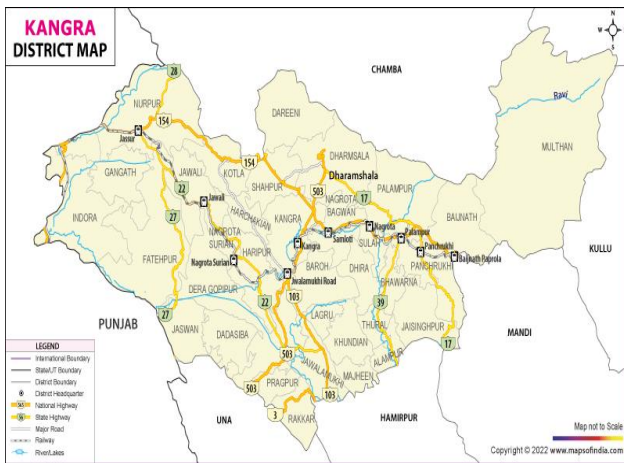 KANGRA
DISTRICT MAP
N
W E
S
CHAMBA
28
NURPUR
154
Jassur
DAREENI
Ravi
MULTHAN
GANGATH
JAWALI
KOTLA
154
DHARMSALA
Dharamshala
SHAHPUR
22
503
17
PALAMPUR
INDORA
Jawali
HARCHAKIAN
NAGROTA
BAGWAN
27
KANGRA
BAIJNATH
NAGROTA
SURIAN
Samloti
Nagrota
Palampur
KULLU
HARIPUR
Kangra
SULAH
Panchrukhi
FATEHPUR
Nagrota Surian
BAROH
DHIRA
PANCHRUKHI
Baijnath Paprola
DERA GOPIPUR
Jwalamukhi Road
BHAWARNA
22
103
39
LAGRU
27
THURAL
JAISINGHPUR
PUNJAB
JASWAN
DADASIBA
KHUNDIAN
MANDI
503
ALAMPUR
17
JAWALAMUKHI
MAJHEEN
PRAGPUR
503
103
3
RAKKAR
UNA
HAMIRPUR
LEGEND
International Boundary
State/UT Boundary
District Boundary
District Headquarter
National Highway
State Highway
Major Road
Railway
River/Lakes
Map not to Scale
Copyright © 2022 www.mapsofindia.com